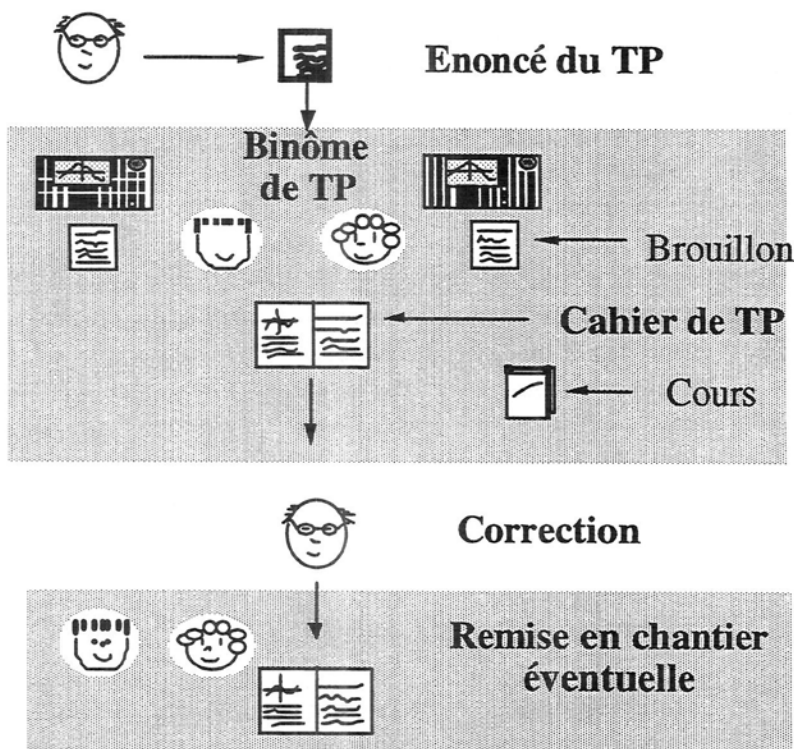 Enoncé du TP
Binôme
de TP
Brouillon
Cahier de TP
Cours
Correction
Remise en chantier
éventuelle